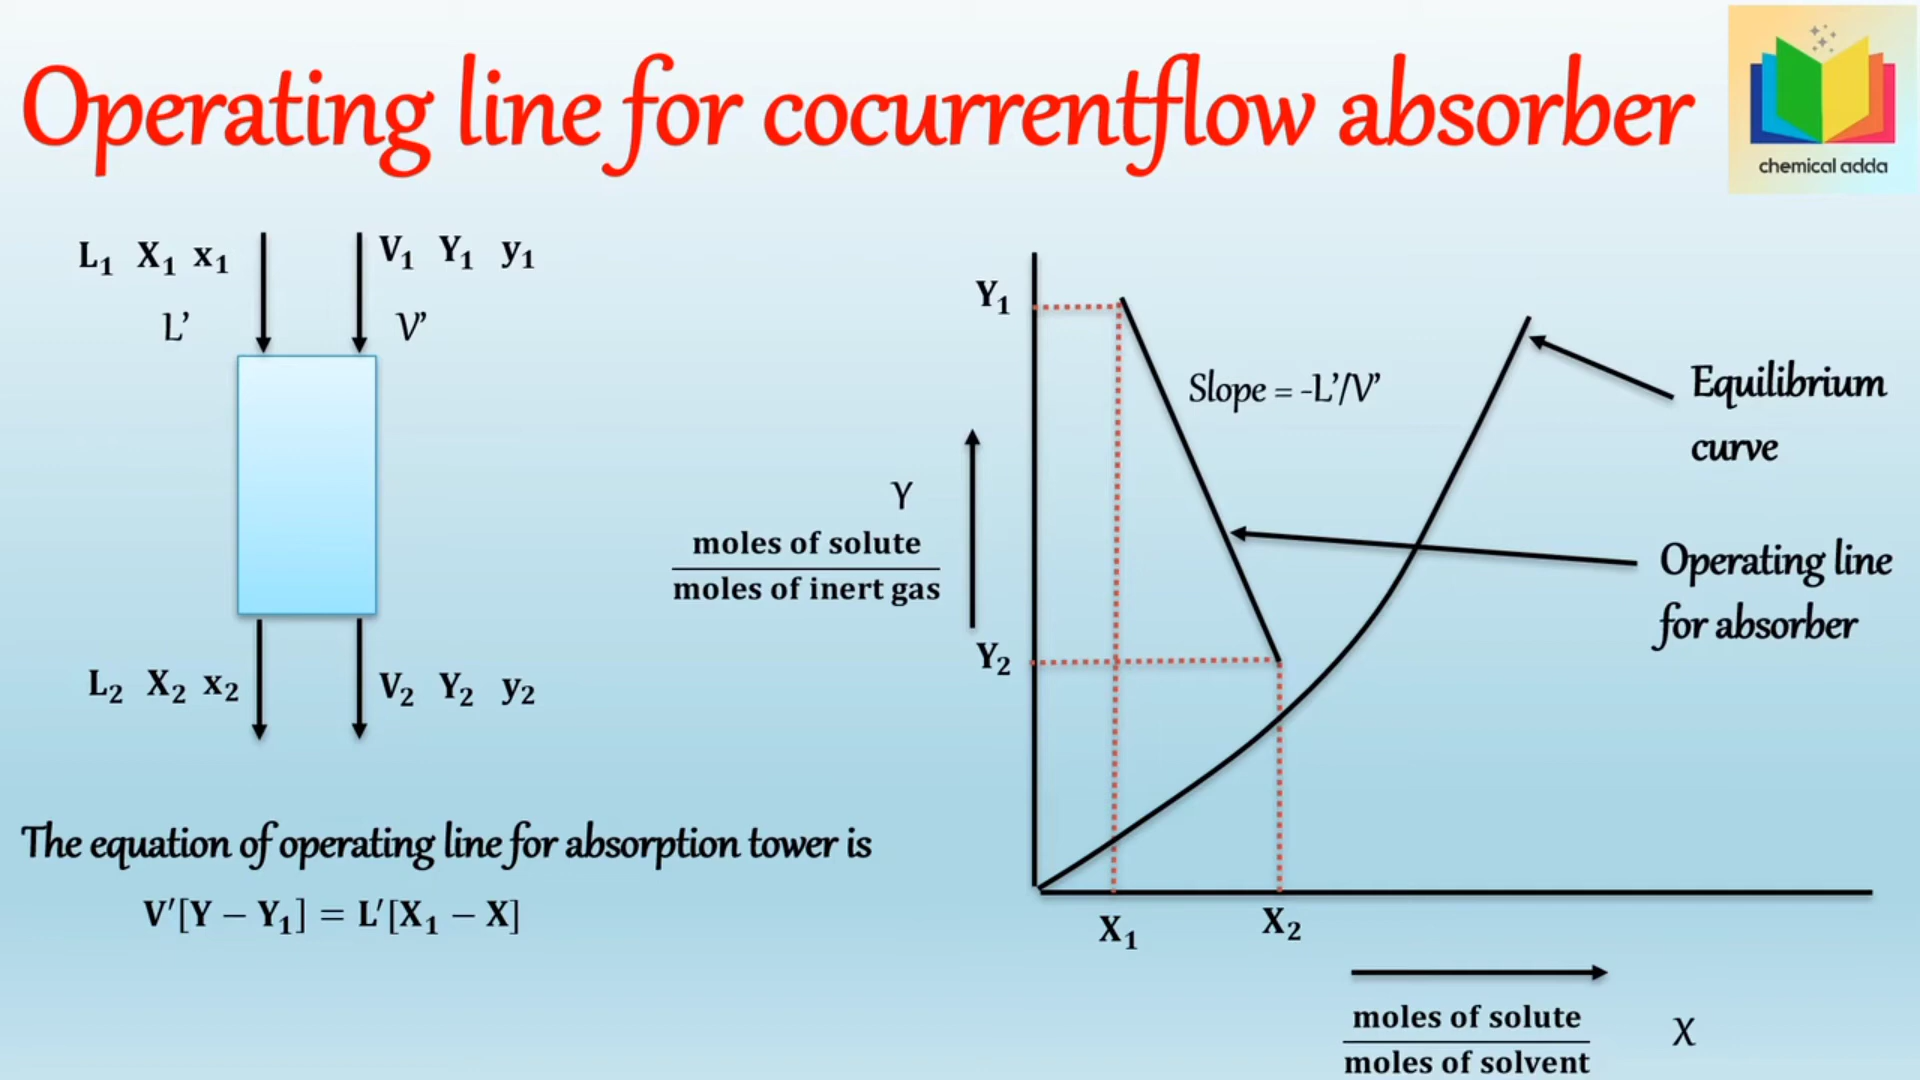 Operating line for cocurrentflow absorber
chemical adda
L₁ X₁ x₁
V₁ Y₁ y₁
L'
V'
L₂ X₂ x₂
V₂ Y₂ y₂
The equation of operating line for absorption tower is
V′[Y − Y₁] = L′[X₁ − X]
Y₁
Slope = -L'/V'
Equilibrium
curve
Y
moles of solute
moles of inert gas
Operating line
for absorber
Y₂
X₁
X₂
moles of solute
moles of solvent
X